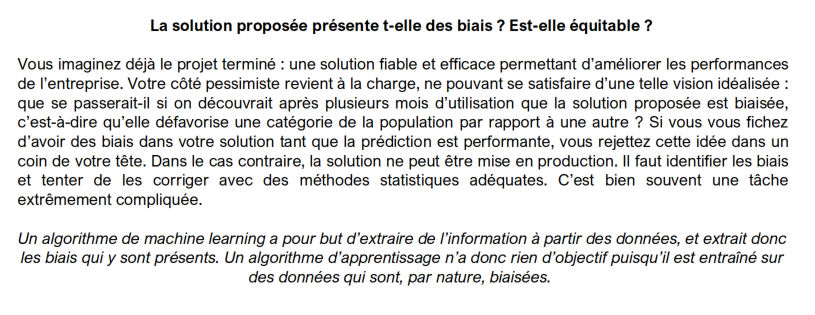 La solution proposée présente t-elle des biais ? Est-elle équitable ?
Vous imaginez déjà le projet terminé : une solution fiable et efficace permettant d’améliorer les performances
de l’entreprise. Votre côté pessimiste revient à la charge, ne pouvant se satisfaire d’une telle vision idéalisée :
que se passerait-il si on découvrait après plusieurs mois d’utilisation que la solution proposée est biaisée,
c’est-à-dire qu’elle défavorise une catégorie de la population par rapport à une autre ? Si vous vous fichez
d’avoir des biais dans votre solution tant que la prédiction est performante, vous rejettez cette idée dans un
coin de votre tête. Dans le cas contraire, la solution ne peut être mise en production. Il faut identifier les biais
et tenter de les corriger avec des méthodes statistiques adéquates. C’est bien souvent une tâche
extrêmement compliquée.
Un algorithme de machine learning a pour but d’extraire de l’information à partir des données, et extrait donc
les biais qui y sont présents. Un algorithme d’apprentissage n’a donc rien d’objectif puisqu’il est entraîné sur
des données qui sont, par nature, biaisées.